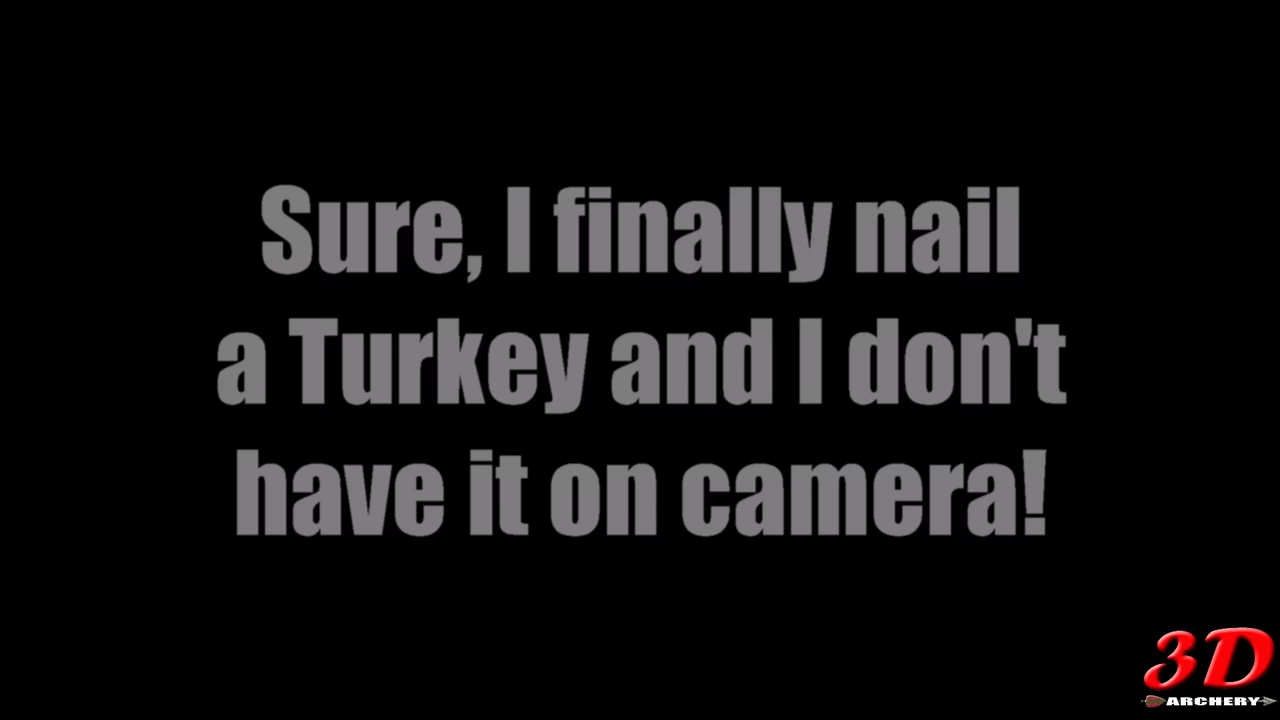 Sure, I finally nail
a Turkey and I don't
have it on camera!
3D
ARCHERY